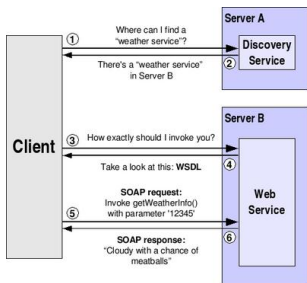 Server A
Where can I find a
"weather service"?
1
Discovery
Service
2
There's a "weather service"
in Server B
Server B
Client
3
How exactly should I invoke you?
4
Take a look at this: WSDL
Web
Service
SOAP request:
Invoke getWeatherInfo()
with parameter '12345'
5
6
SOAP response:
"Cloudy with a chance of
meatballs"